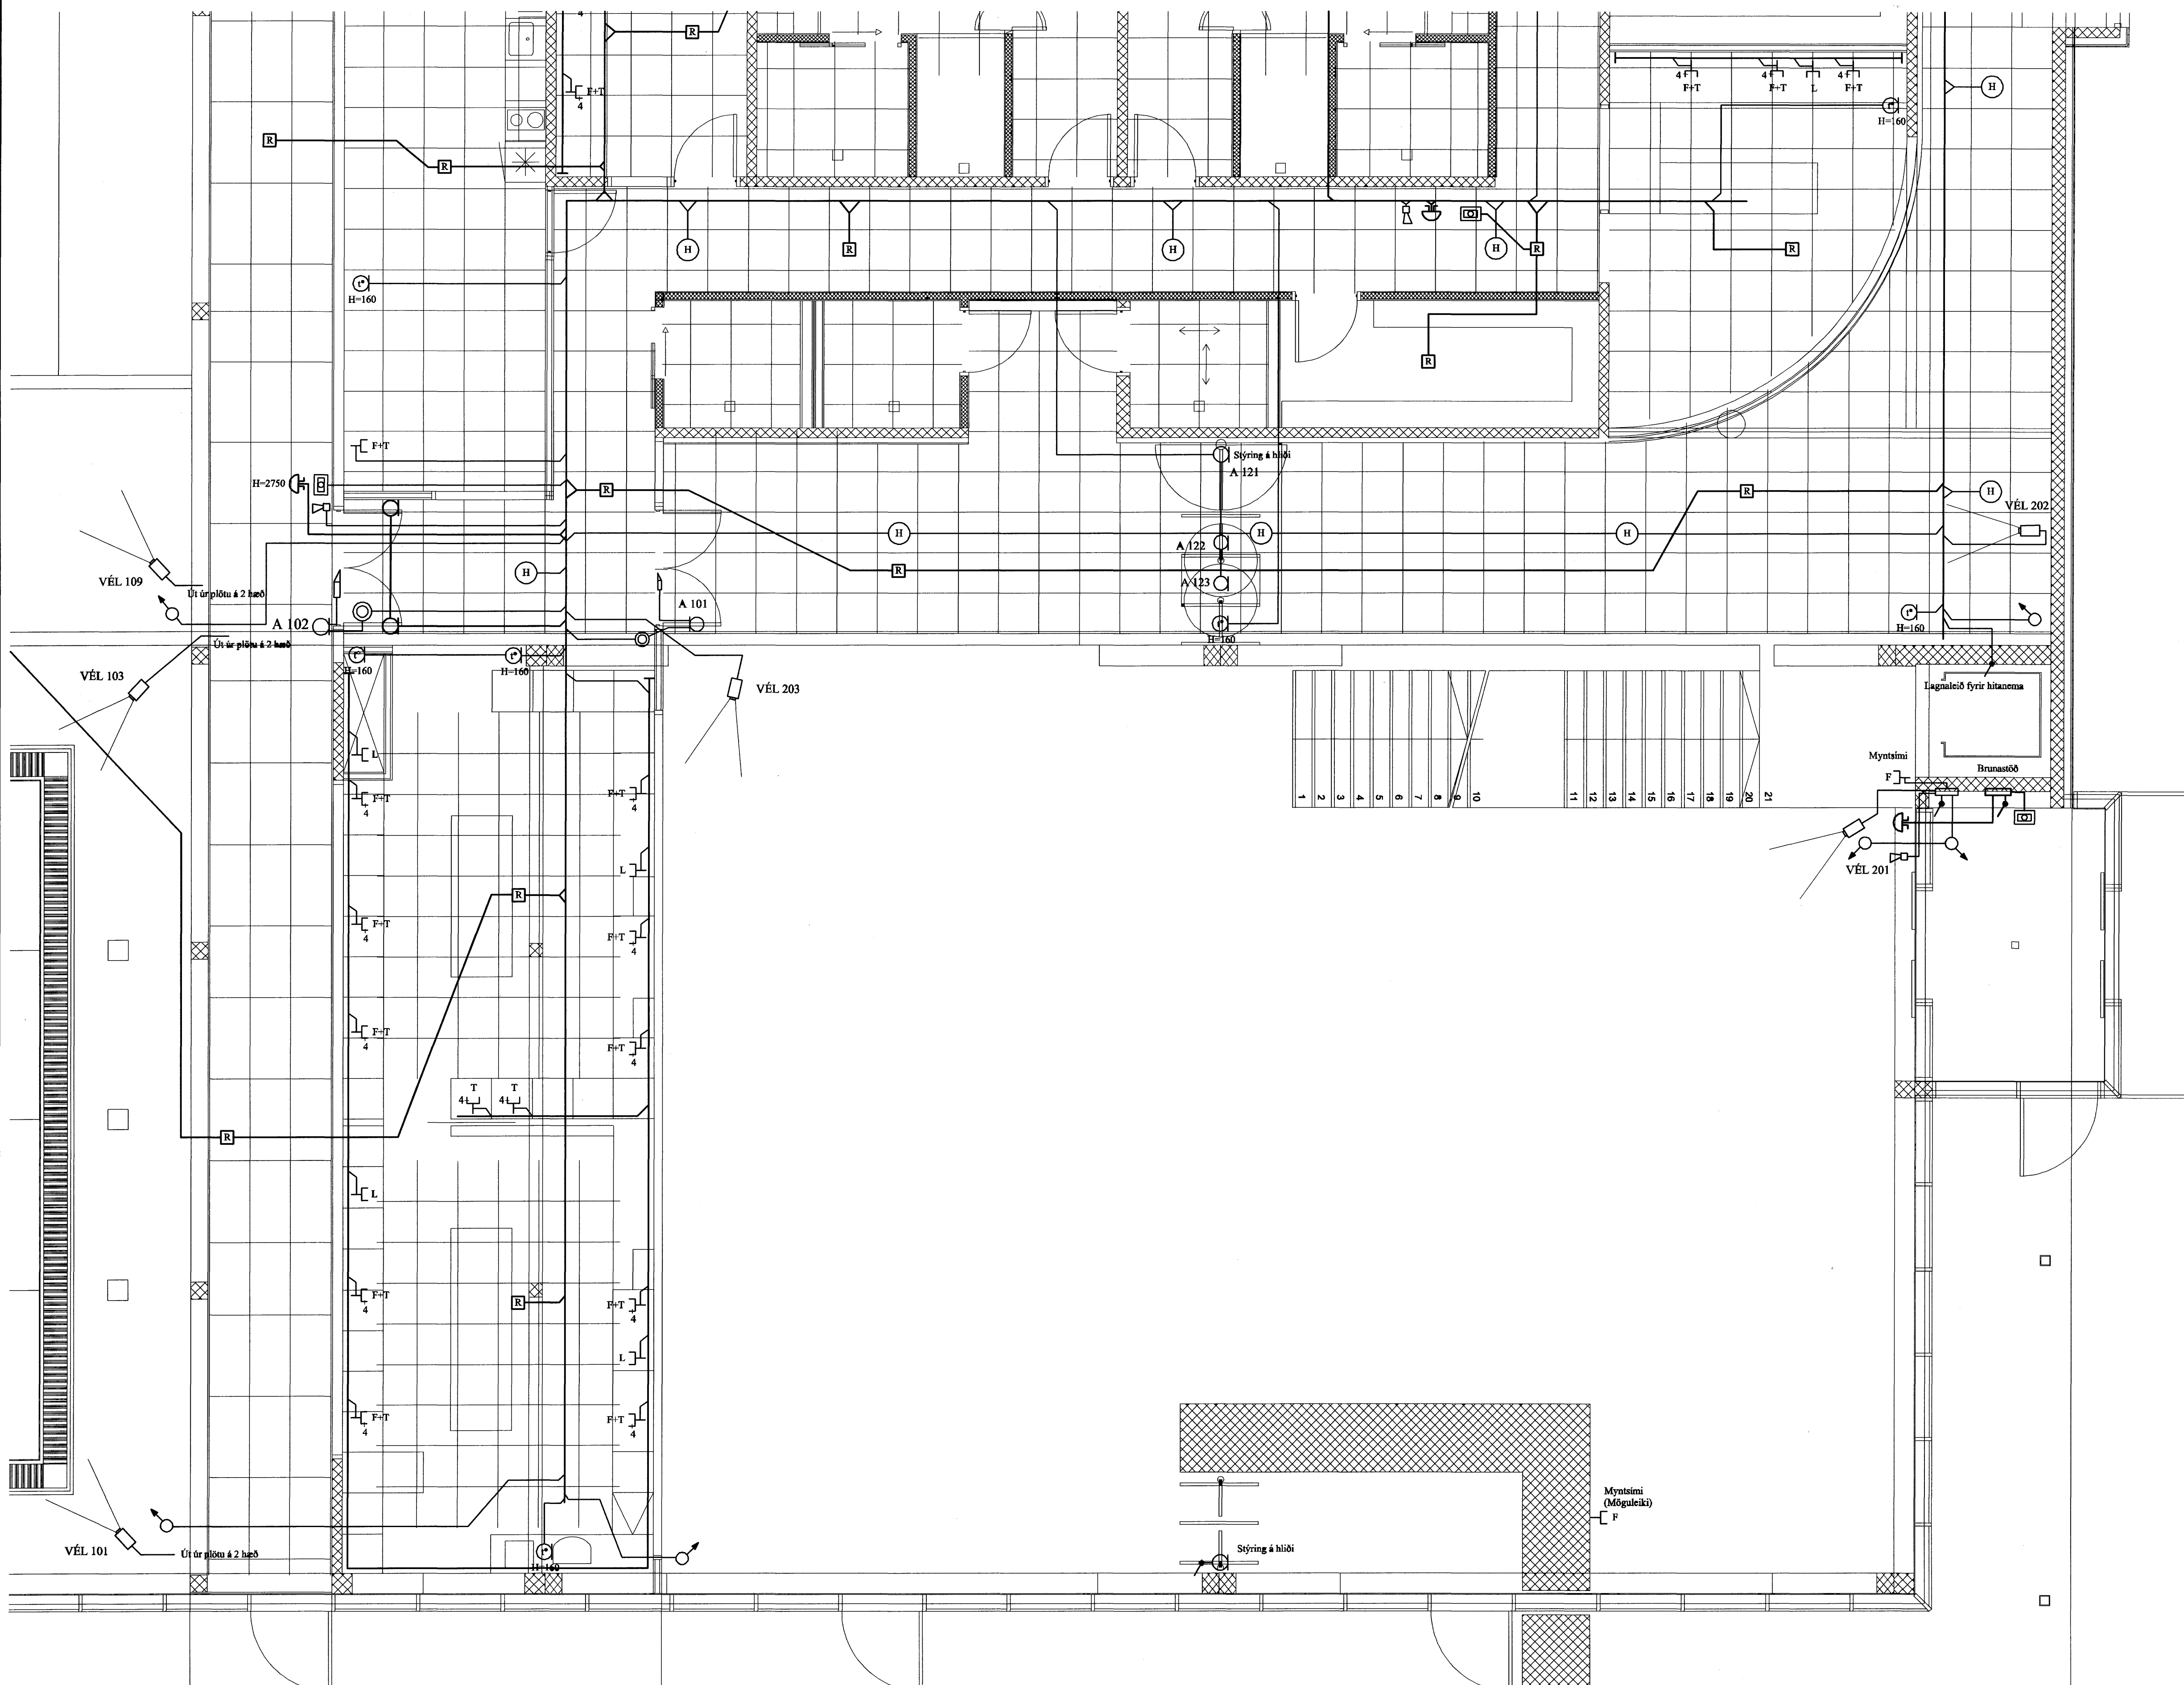 4
R
F+T
4
4
F+T
4
F+T
L
4
F+T
H
H=160
R
R
H
R
H
H
R
R
H=160
R
F+T
Stýring á hliði
A 121
H=2750
R
R
H
VÉL 202
H
H
H
A 122
H
R
A 123
VÉL 109
Út úr plötu á 2 hæð
A 101
A 102
H=160
H=160
Út úr plötu á 2 hæð
H=160
H=160
VÉL 103
VÉL 203
Lagnaleið fyrir hitanema
L
Myntsími
F
Brunastöð
F+T
4
F+T
4
1
2
3
4
5
6
7
8
9
10
11
12
13
14
15
16
17
18
19
20
21
L
VÉL 201
R
F+T
4
F+T
4
F+T
4
F+T
4
T
4
T
4
R
L
F+T
4
R
F+T
4
L
F+T
4
F+T
4
Myntsími
(Möguleiki)
F
VÉL 101
Út úr plötu á 2 hæð
H=160
Stýring á hliði